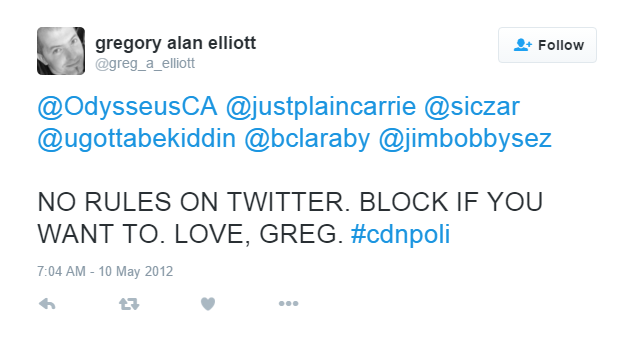 gregory alan elliott
@greg_a_elliott
Follow
@OdysseusCA @justplaincarrie @siczar
@ugottabekiddin @bclaraby @jimbobbysez
NO RULES ON TWITTER. BLOCK IF YOU
WANT TO. LOVE, GREG. #cdnpoli
7:04 AM - 10 May 2012